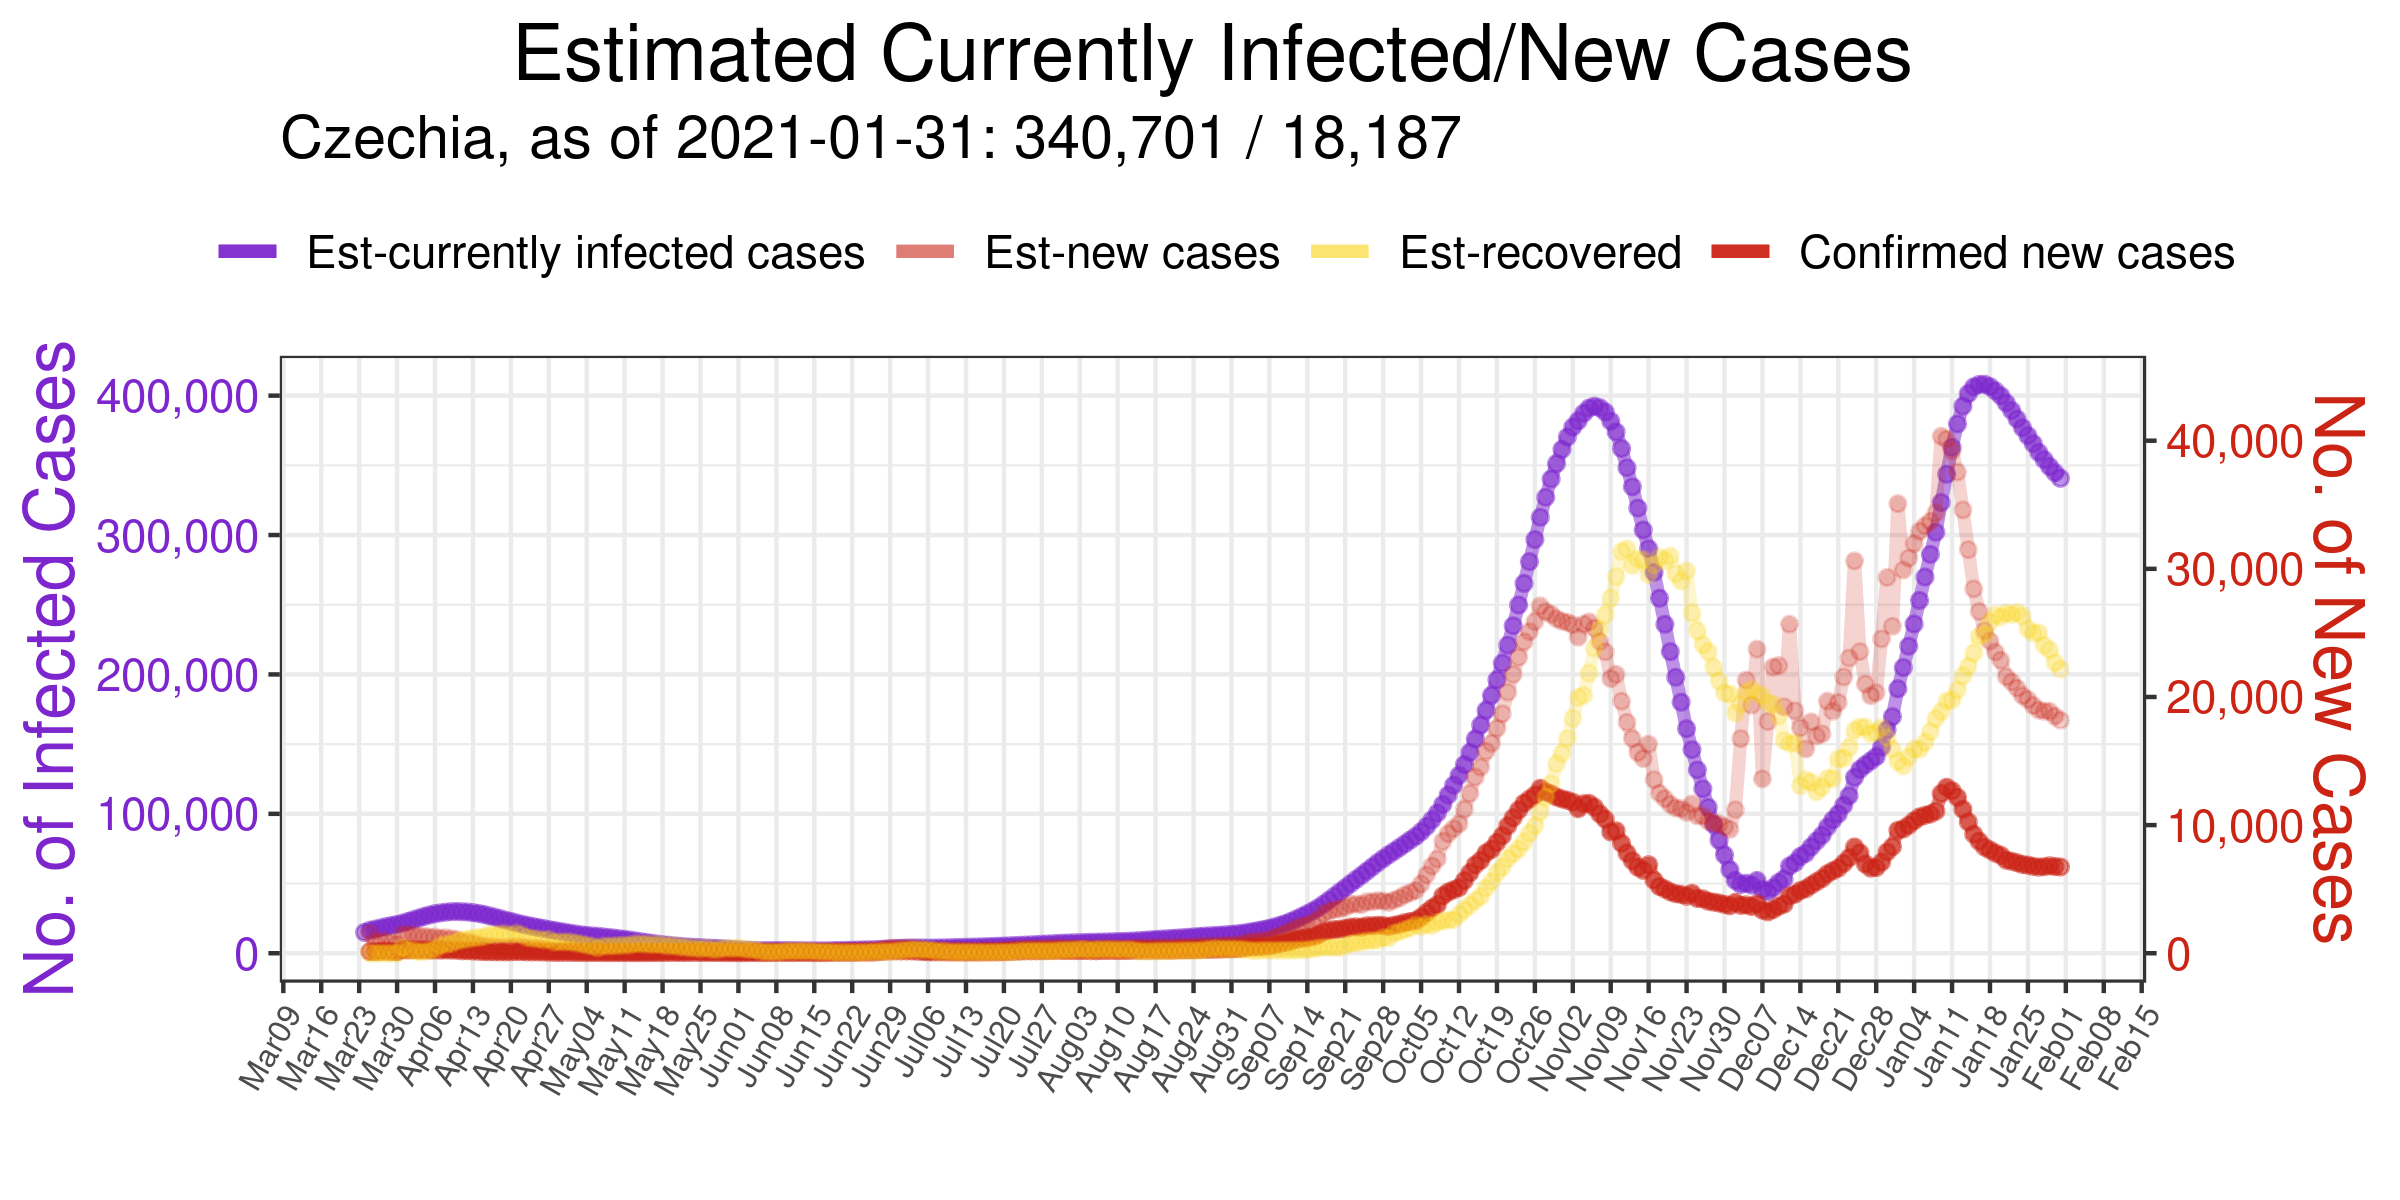 Estimated Currently Infected/New Cases
Czechia, as of 2021-01-31: 340,701 / 18,187
Est-currently infected cases Est-new cases Est-recovered Confirmed new cases
No. of Infected Cases
400,000
300,000
200,000
100,000
0
40,000
30,000
20,000
10,000
0
No. of New Cases
Mar09 Mar16 Mar23 Mar30 Apr06 Apr13 Apr20 Apr27 May04 May11 May18 May25 Jun01 Jun08 Jun15 Jun22 Jun29 Jul06 Jul13 Jul20 Jul27 Aug03 Aug10 Aug17 Aug24 Aug31 Sep07 Sep14 Sep21 Sep28 Oct05 Oct12 Oct19 Oct26 Nov02 Nov09 Nov16 Nov23 Nov30 Dec07 Dec14 Dec21 Dec28 Dec04 Jan11 Jan18 Jan18 Jan25 Feb01 Feb08 Feb15